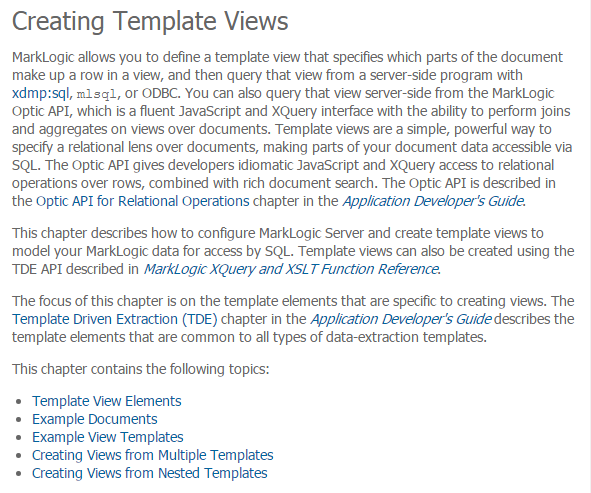 Creating Template Views
MarkLogic allows you to define a template view that specifies which parts of the document
make up a row in a view, and then query that view from a server-side program with
xdmp:sql, mlsql, or ODBC. You can also query that view server-side from the MarkLogic
Optic API, which is a fluent JavaScript and XQuery interface with the ability to perform joins
and aggregates on views over documents. Template views are a simple, powerful way to
specify a relational lens over documents, making parts of your document data accessible via
SQL. The Optic API gives developers idiomatic JavaScript and XQuery access to relational
operations over rows, combined with rich document search. The Optic API is described in
the Optic API for Relational Operations chapter in the Application Developer's Guide.
This chapter describes how to configure MarkLogic Server and create template views to
model your MarkLogic data for access by SQL. Template views can also be created using the
TDE API described in MarkLogic XQuery and XSLT Function Reference.
The focus of this chapter is on the template elements that are specific to creating views. The
Template Driven Extraction (TDE) chapter in the Application Developer's Guide describes the
template elements that are common to all types of data-extraction templates.
This chapter contains the following topics:
• Template View Elements
• Example Documents
• Example View Templates
• Creating Views from Multiple Templates
• Creating Views from Nested Templates